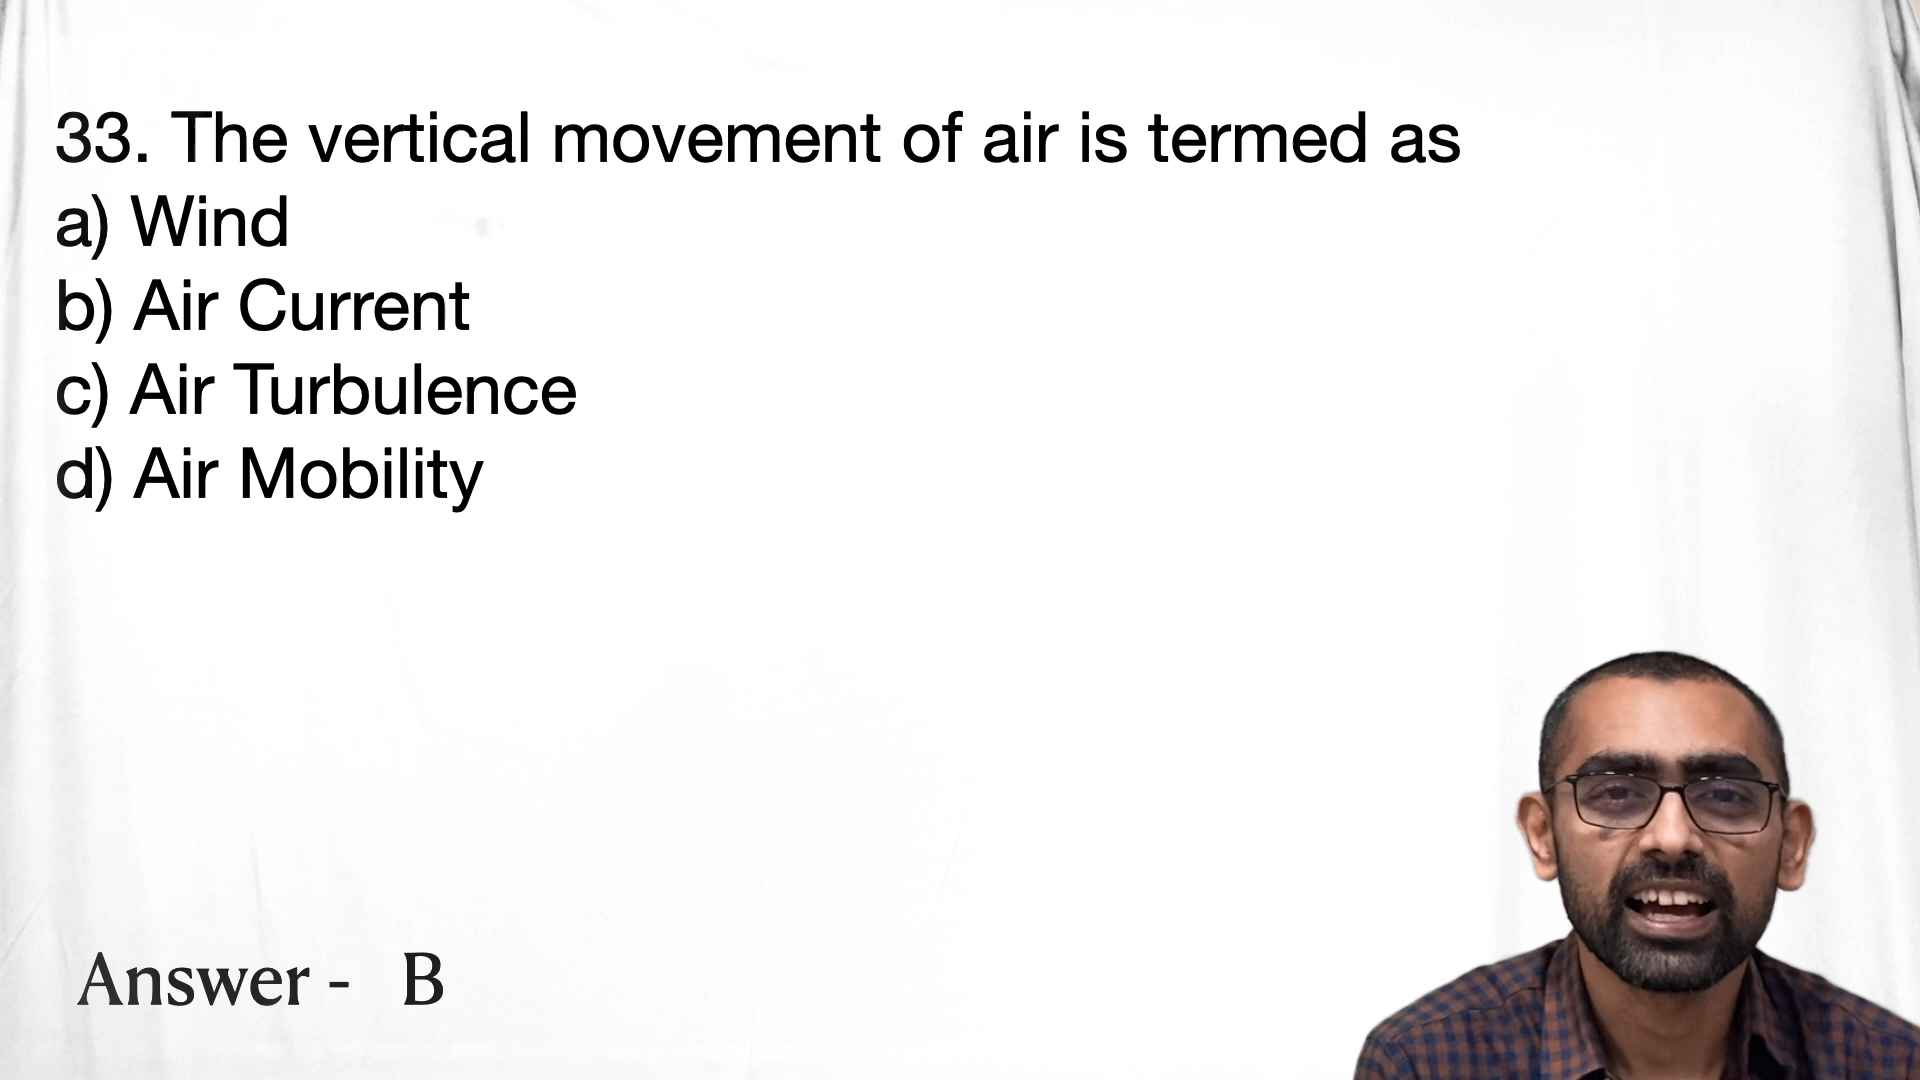 33. The vertical movement of air is termed as
a) Wind
b) Air Current
c) Air Turbulence
d) Air Mobility
Answer - B